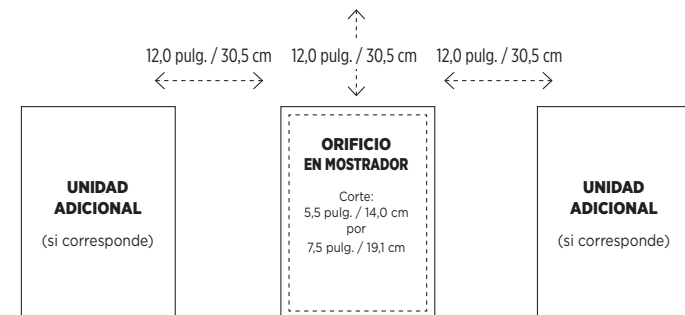 12,0 pulg. / 30,5 cm 12,0 pulg. / 30,5 cm 12,0 pulg. / 30,5 cm
UNIDAD
ADICIONAL
(si corresponde)
ORIFICIO
EN MOSTRADOR
Corte:
5,5 pulg. / 14,0 cm
por
7,5 pulg. / 19,1 cm
UNIDAD
ADICIONAL
(si corresponde)